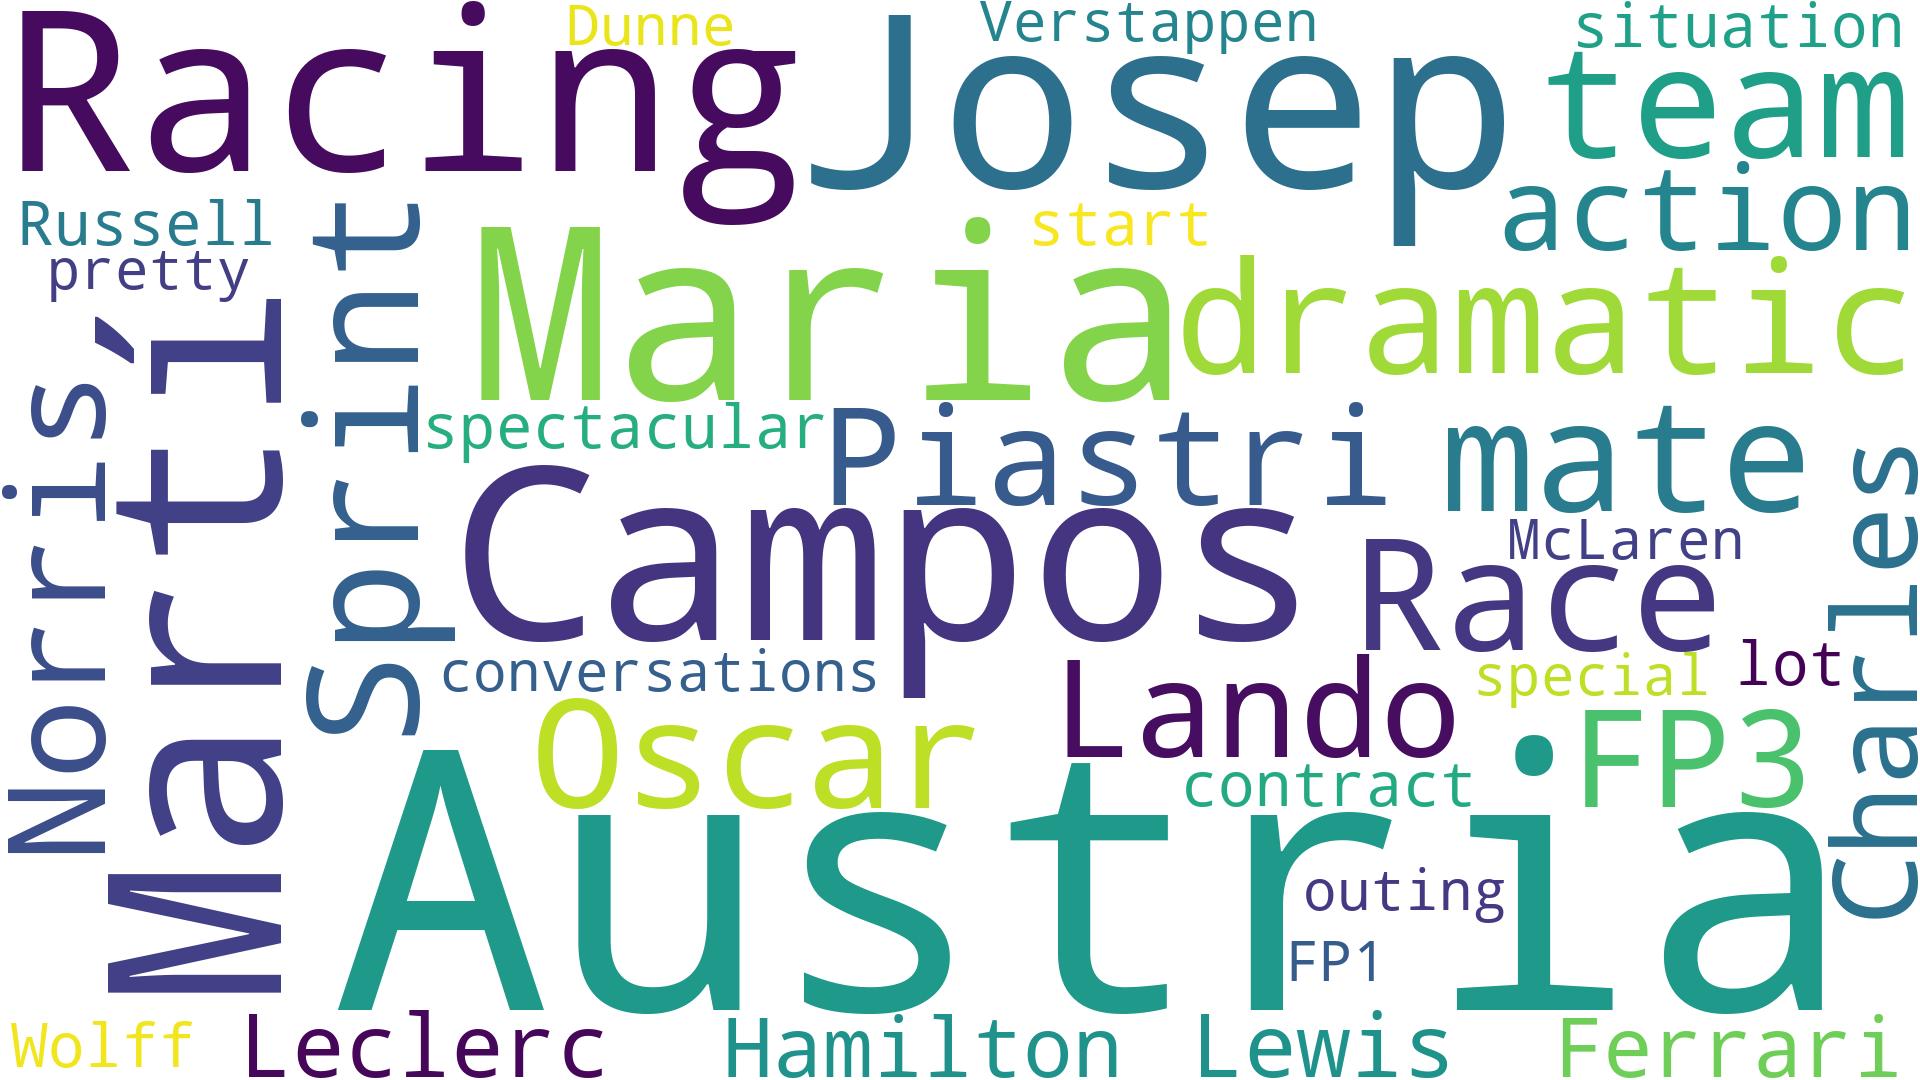 Racing
Dunne
Josep
Verstappen
situation
team
action
Russell
pretty
Sprint
Maria
start
dramatic
Norris’
Marti
spectacular
Piastri
mate
Charles
Campos
McLaren
Race
conversations
Lando
special
lot
Oscar
contract
FP3
Austria
outing
FP1
Wolff
Leclerc
Hamilton
Lewis
Ferrari